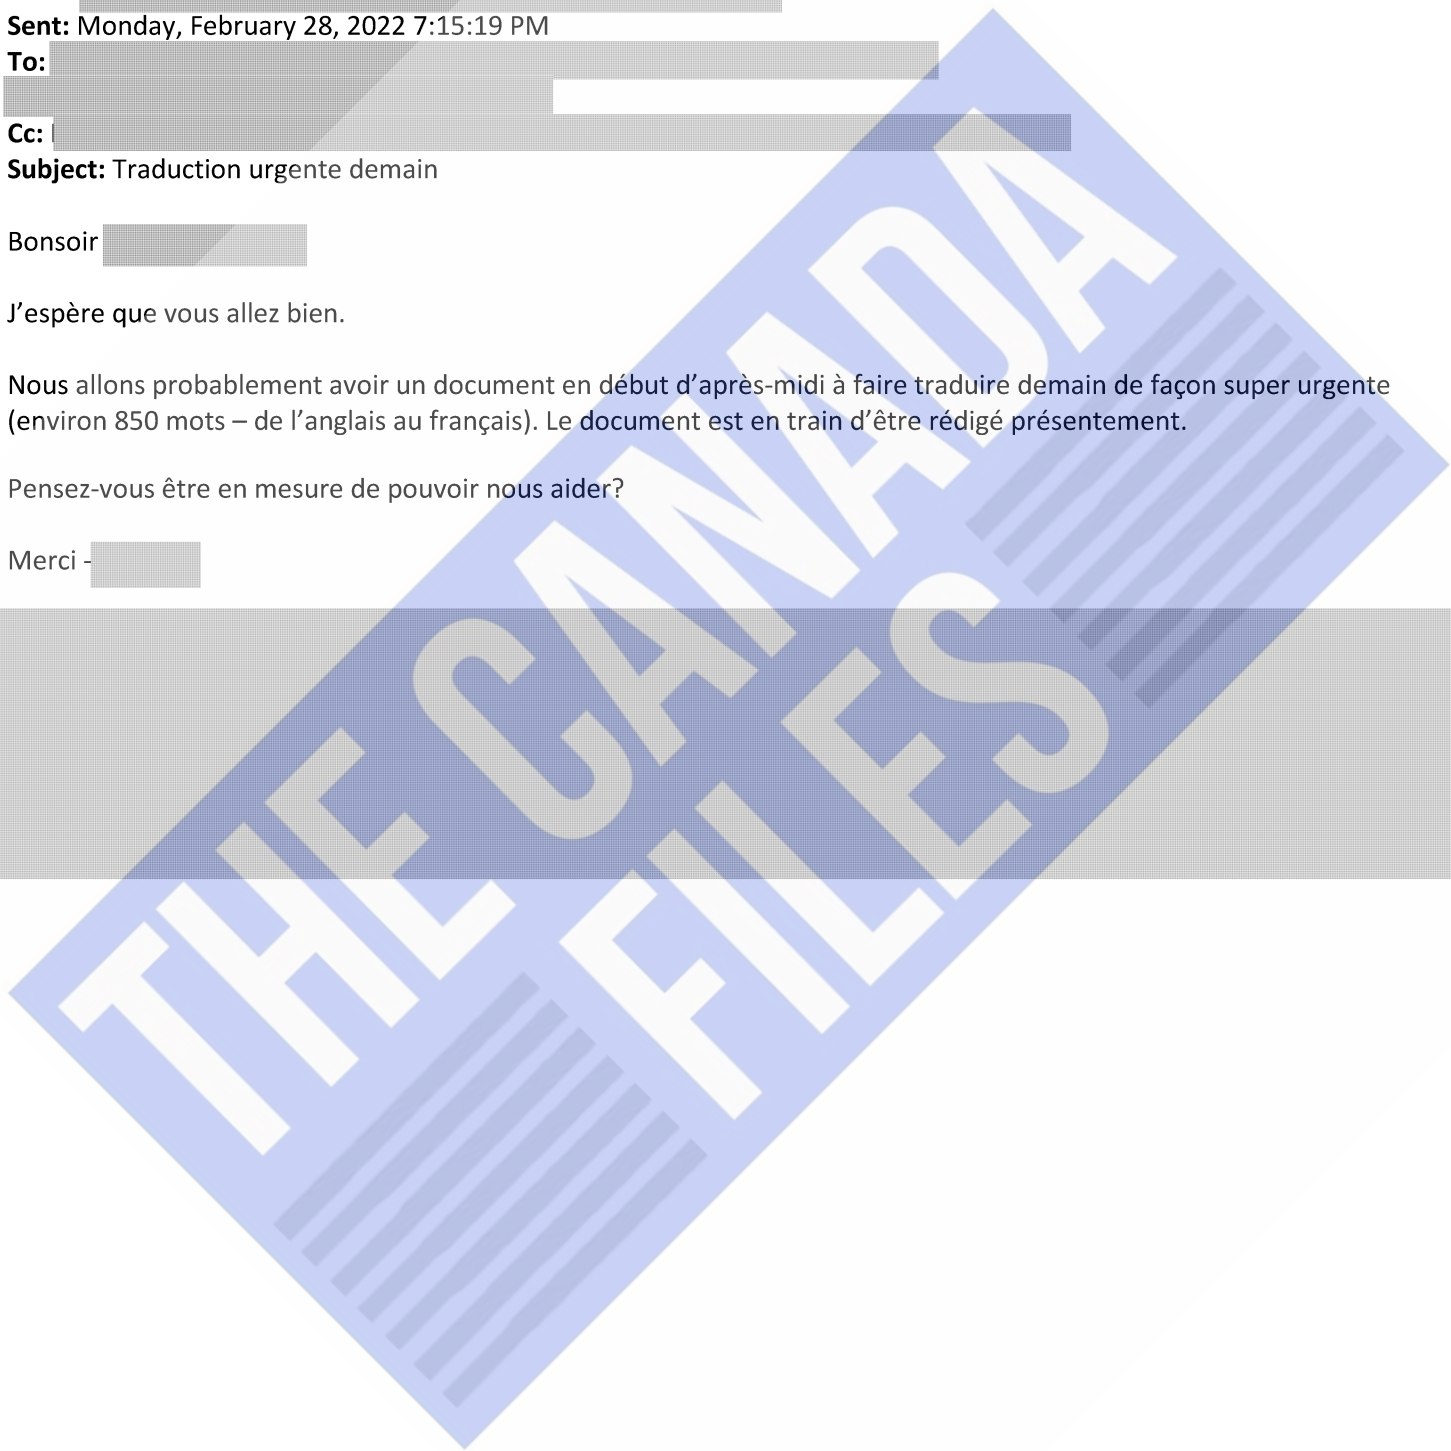 Sent: Monday, February 28, 2022 7:15:19 PM
To:
Cc:
Subject: Traduction urgente demain
Bonsoir
J’espère que vous allez bien.
Nous allons probablement avoir un document en début d’après-midi à faire traduire demain de façon super urgente
(environ 850 mots – de l’anglais au français). Le document est en train d’être rédigé présentement.
Pensez-vous être en mesure de pouvoir nous aider?
Merci -
THE CANADA
FILES